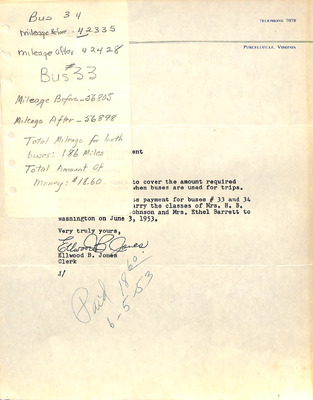 Bus 34
mileage Before - 42335
mileage after 42428
Bus #33
Mileage Before - 56805
Mileage After - 56898
Total Mileage for both
buses: 186 Miles
Total Amount Of
Money: $18.60
TELEPHONE
PURCELLVILLE, VIRGINIA
ent
to cover the amount required
when buses are used for trips.
s payment for buses # 33 and 34
arry the classes of Mrs.
ohnson and Mrs. Ethel Barrett to
Washington on June 3, 1953.
Very truly yours,
Ellwood B. Jones
Ellwood B. Jones
Clerk
Paid 18.60
6-5-53